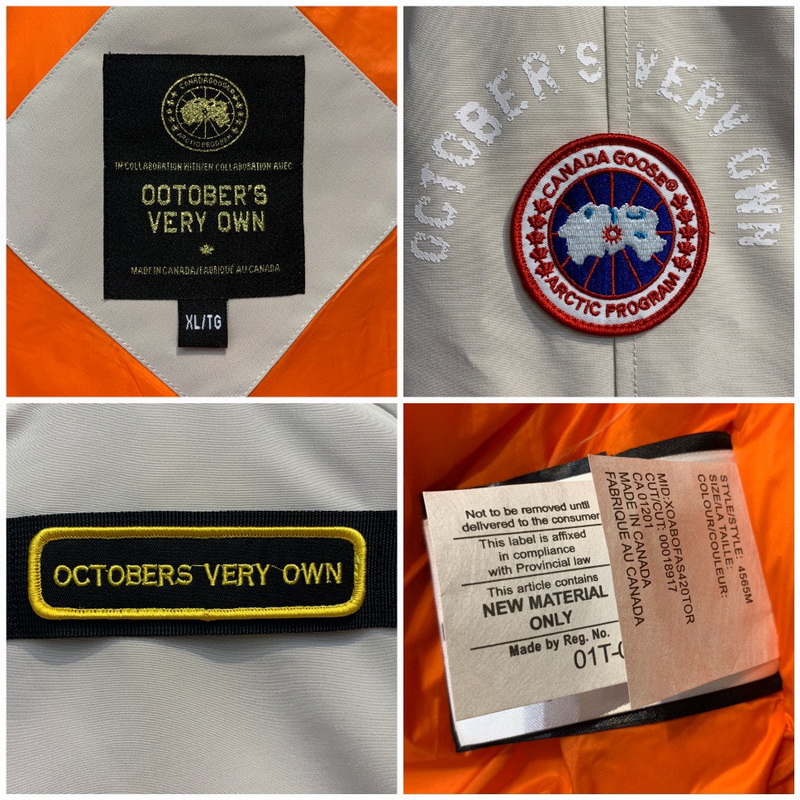 CANADA GOOSE
ARCTIC PROGRAM
IN COLLABORATION WITH/EN COLLABORATION AVEC
OCTOBER'S
VERY OWN
MADE IN CANADA/FABRIQUÉ AU CANADA
XL/TG
OCTOBER'S VERY OWN
CANADA GOOSE®
ARCTIC PROGRAM
OCTOBERS VERY OWN
Not to be removed until
delivered to the consumer
This label is affixed
in compliance
with Provincial law
This article contains
NEW MATERIAL
ONLY
Made by Reg. No.
01T-
STYLE/STYLE: 4565M
SIZE/LA TAILLE:
COLOUR/COULEUR:
MID:XOABOFAS420TOR
CUT/CUT: 00018917
CA 01201
MADE IN CANADA
FABRIQUE AU CANADA